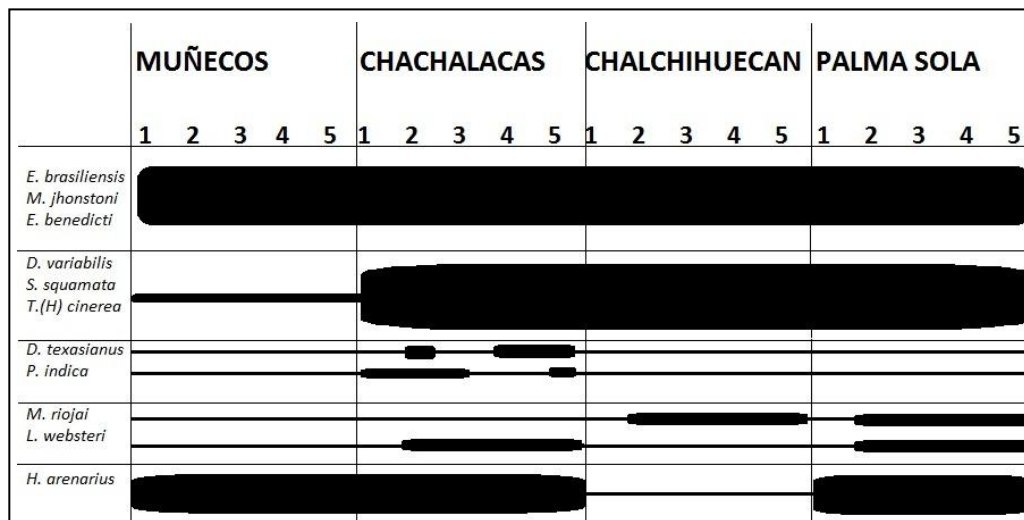 MUÑECOS CHACHALACAS CHALCHIHUECAN PALMA SOLA
1 2 3 4 5 1 2 3 4 5 1 2 3 4 5 1 2 3 4 5
E. brasiliensis
M. jhonstoni
E. benedicti
D. variabilis
S. squamata
T.(H) cinerea
D. texasianus
P. indica
M. riojai
L. websteri
H. arenarius